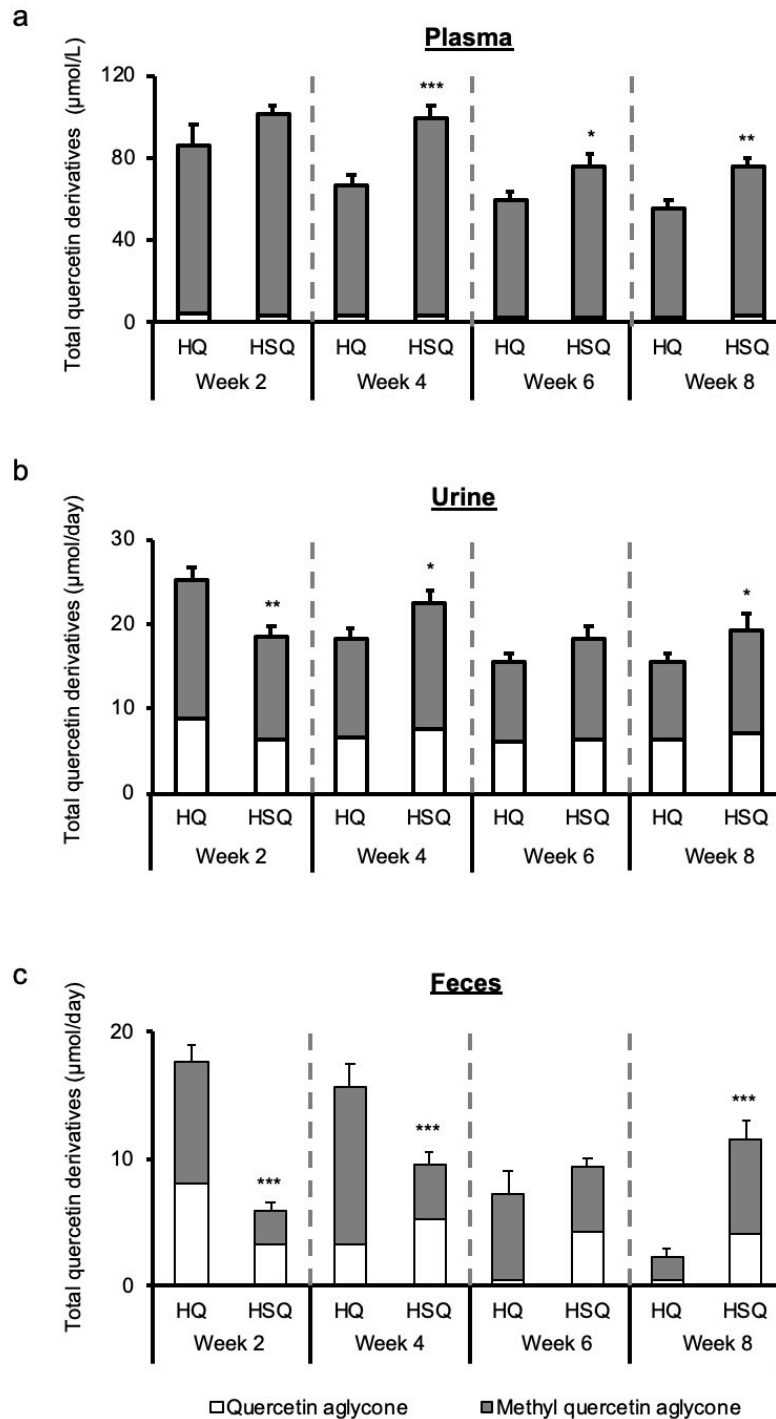 a
Plasma
Total quercetin derivatives (µmol/L)
120
80
40
0
***
*
**
HQ HSQ HQ HSQ HQ HSQ HQ HSQ
Week 2 Week 4 Week 6 Week 8
b
Urine
Total quercetin derivatives (µmol/day)
30
20
10
0
**
*
*
HQ HSQ HQ HSQ HQ HSQ HQ HSQ
Week 2 Week 4 Week 6 Week 8
c
Feces
Total quercetin derivatives (µmol/day)
20
10
0
***
***
***
HQ HSQ HQ HSQ HQ HSQ HQ HSQ
Week 2 Week 4 Week 6 Week 8
Quercetin aglycone Methyl quercetin aglycone